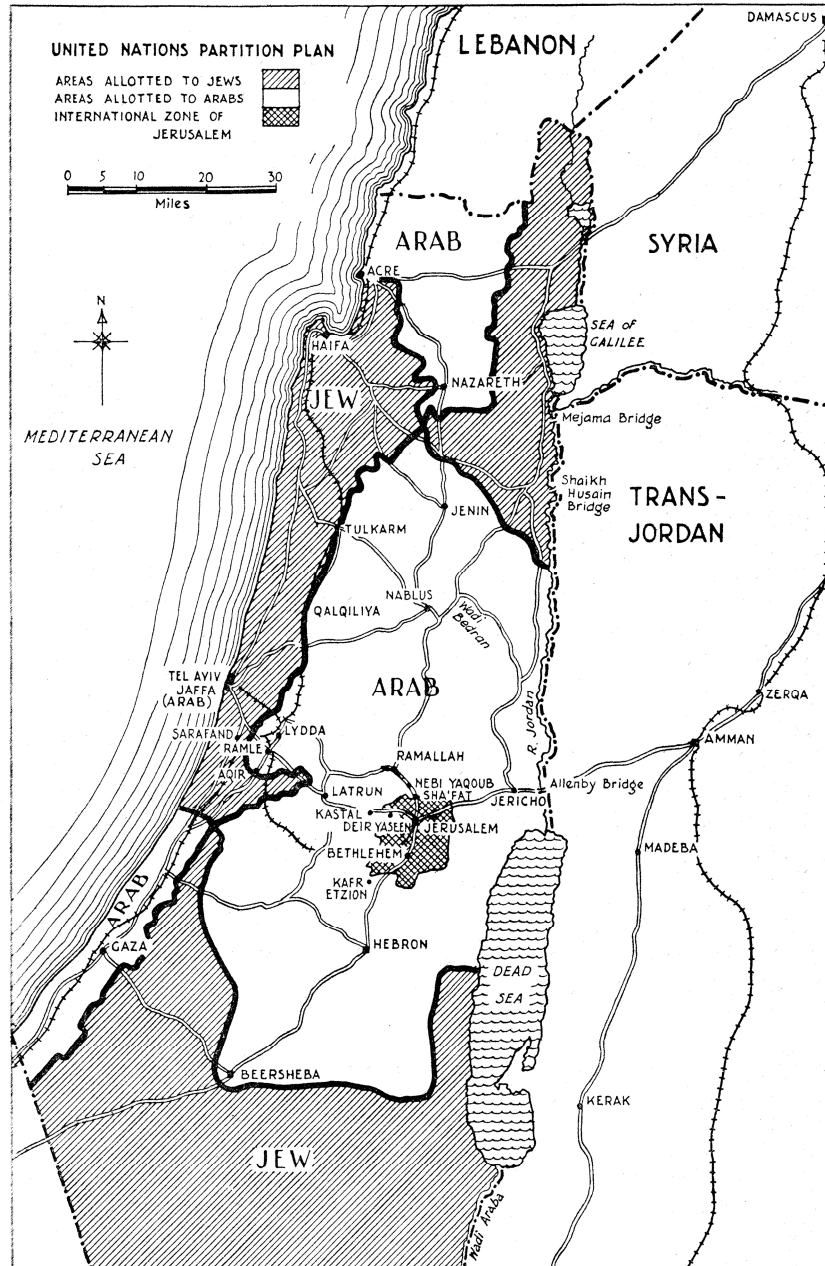 DAMASCUS
LEBANON
UNITED NATIONS PARTITION PLAN
AREAS ALLOTTED TO JEWS
AREAS ALLOTTED TO ARABS
INTERNATIONAL ZONE OF
JERUSALEM
0 5 10 20 30
Miles
ARAB
SYRIA
ACRE
N
SEA OF
GALILEE
HAIFA
NAZARETH
JEW
Mejama Bridge
MEDITERRANEAN
SEA
Shaikh
Husain
Bridge
TRANS-
JORDAN
JENIN
TULKARM
NABLUS
QALQILIYA
Wadi
Bednan
TEL AVIV
JAFFA
(ARAB)
ARAB
ZERQA
R. Jordan
SARAFAND
LYDDA
RAMLE
AMMAN
RAMALLAH
AQIR
NEBI YAQOUB
SHA'FAT
LATRUN
JERICHO
Allenby Bridge
KASTAL
DEIR YASEEN
JERUSALEM
MADEBA
BETHLEHEM
KAFR
ETZION
ARAB
GAZA
HEBRON
DEAD
SEA
BEERSHEBA
KERAK
JEW
Wadi Araba